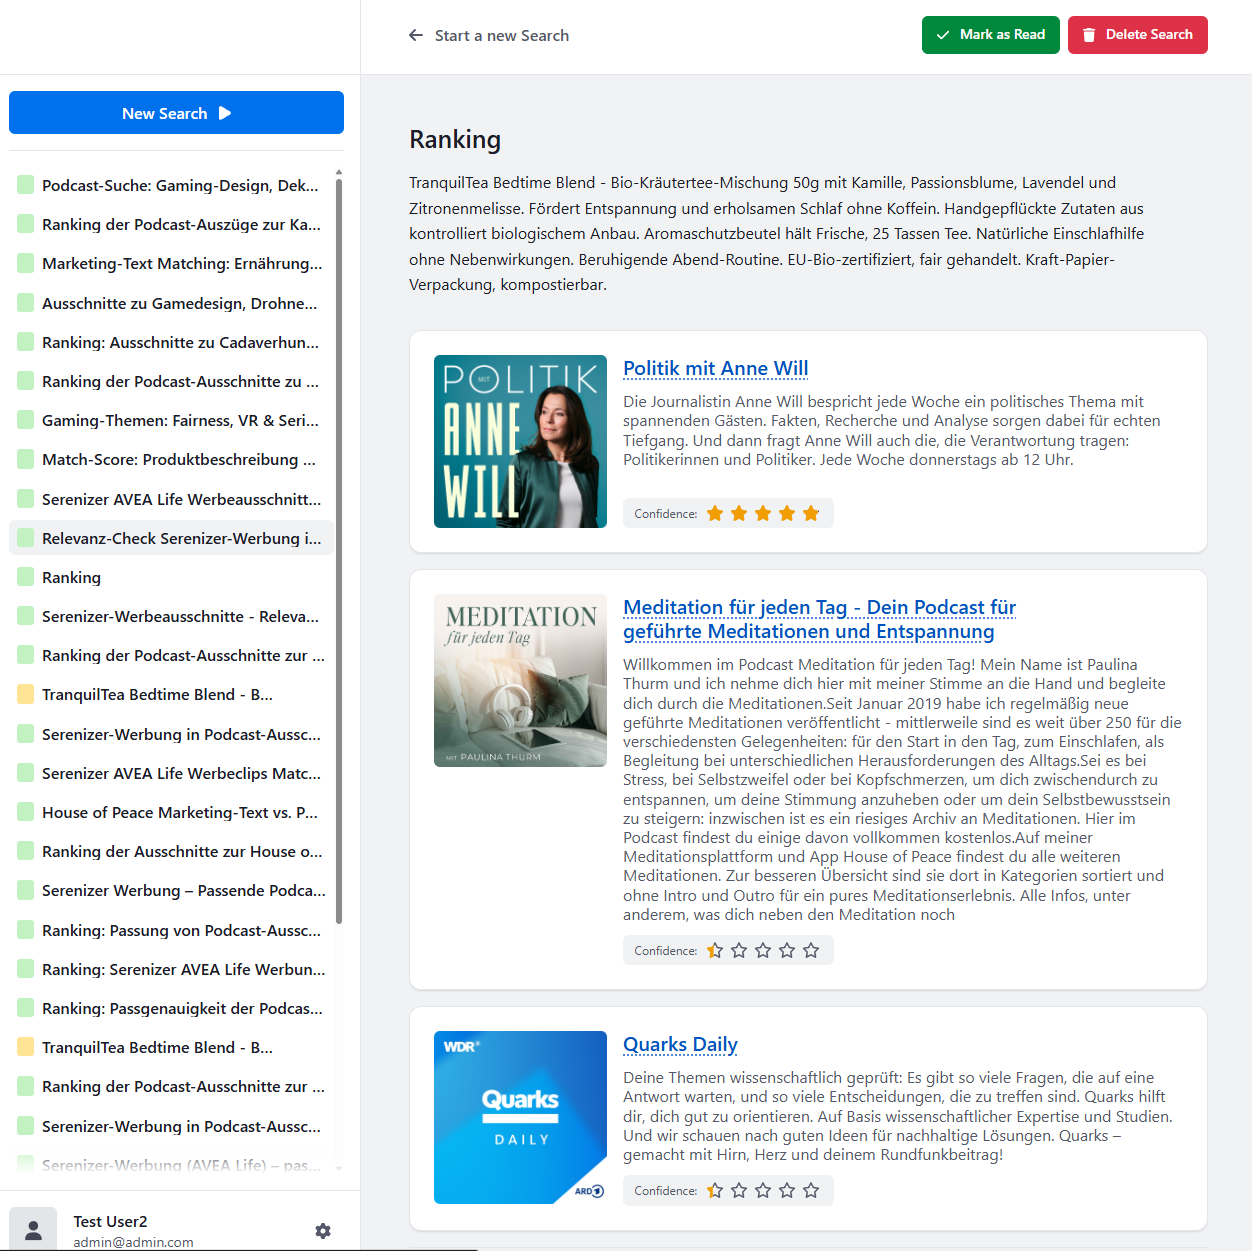 Start a new Search
Mark as Read
Delete Search
New Search
Podcast-Suche: Gaming-Design, Dek...
Ranking der Podcast-Auszüge zur Ka...
Marketing-Text Matching: Ernährung...
Ausschnitte zu Gamedesign, Drohne...
Ranking: Ausschnitte zu Cadaverhun...
Ranking der Podcast-Ausschnitte zu ...
Gaming-Themen: Fairness, VR & Seri...
Match-Score: Produktbeschreibung ...
Serenizer AVEA Life Werbeausschnitt...
Relevanz-Check Serenizer-Werbung i...
Ranking
Serenizer-Werbeausschnitte - Releva...
Ranking der Podcast-Ausschnitte zur ...
TranquilTea Bedtime Blend - B...
Serenizer-Werbung in Podcast-Aussc...
Serenizer AVEA Life Werbeclips Matc...
House of Peace Marketing-Text vs. P...
Ranking der Ausschnitte zur House o...
Serenizer Werbung – Passende Podca...
Ranking: Passung von Podcast-Aussc...
Ranking: Serenizer AVEA Life Werbun...
Ranking: Passgenauigkeit der Podcas...
TranquilTea Bedtime Blend - B...
Ranking der Podcast-Ausschnitte zur ...
Serenizer-Werbung in Podcast-Aussc...
Serenizer-Werbung (AVEA Life) – pas...
Test User2
admin@admin.com
Ranking
TranquilTea Bedtime Blend - Bio-Kräutertee-Mischung 50g mit Kamille, Passionsblume, Lavendel und
Zitronenmelisse. Fördert Entspannung und erholsamen Schlaf ohne Koffein. Handgepflückte Zutaten aus
kontrolliert biologischem Anbau. Aromaschutzbeutel hält Frische, 25 Tassen Tee. Natürliche Einschlafhilfe
ohne Nebenwirkungen. Beruhigende Abend-Routine. EU-Bio-zertifiziert, fair gehandelt. Kraft-Papier-
Verpackung, kompostierbar.
POLITIK
MIT
ANNE
WILL
Politik mit Anne Will
Die Journalistin Anne Will bespricht jede Woche ein politisches Thema mit
spannenden Gästen. Fakten, Recherche und Analyse sorgen dabei für echten
Tiefgang. Und dann fragt Anne Will auch die, die Verantwortung tragen:
Politikerinnen und Politiker. Jede Woche donnerstags ab 12 Uhr.
Confidence:
MEDITATION
für jeden Tag
MIT PAULINA THURM
Meditation für jeden Tag - Dein Podcast für
geführte Meditationen und Entspannung
Willkommen im Podcast Meditation für jeden Tag! Mein Name ist Paulina
Thurm und ich nehme dich hier mit meiner Stimme an die Hand und begleite
dich durch die Meditationen.Seit Januar 2019 habe ich regelmäßig neue
geführte Meditationen veröffentlicht - mittlerweile sind es weit über 250 für die
verschiedensten Gelegenheiten: für den Start in den Tag, zum Einschlafen, als
Begleitung bei unterschiedlichen Herausforderungen des Alltags.Sei es bei
Stress, bei Selbstzweifel oder bei Kopfschmerzen, um dich zwischendurch zu
entspannen, um deine Stimmung anzuheben oder um dein Selbstbewusstsein
zu steigern: inzwischen ist es ein riesiges Archiv an Meditationen. Hier im
Podcast findest du einige davon vollkommen kostenlos.Auf meiner
Meditationsplattform und App House of Peace findest du alle weiteren
Meditationen. Zur besseren Übersicht sind sie dort in Kategorien sortiert und
ohne Intro und Outro für ein pures Meditationserlebnis. Alle Infos, unter
anderem, was dich neben den Meditation noch
Confidence:
WDR
Quarks
DAILY
ARD
Quarks Daily
Deine Themen wissenschaftlich geprüft: Es gibt so viele Fragen, die auf eine
Antwort warten, und so viele Entscheidungen, die zu treffen sind. Quarks hilft
dir, dich gut zu orientieren. Auf Basis wissenschaftlicher Expertise und Studien.
Und wir schauen nach guten Ideen für nachhaltige Lösungen. Quarks –
gemacht mit Hirn, Herz und deinem Rundfunkbeitrag!
Confidence: